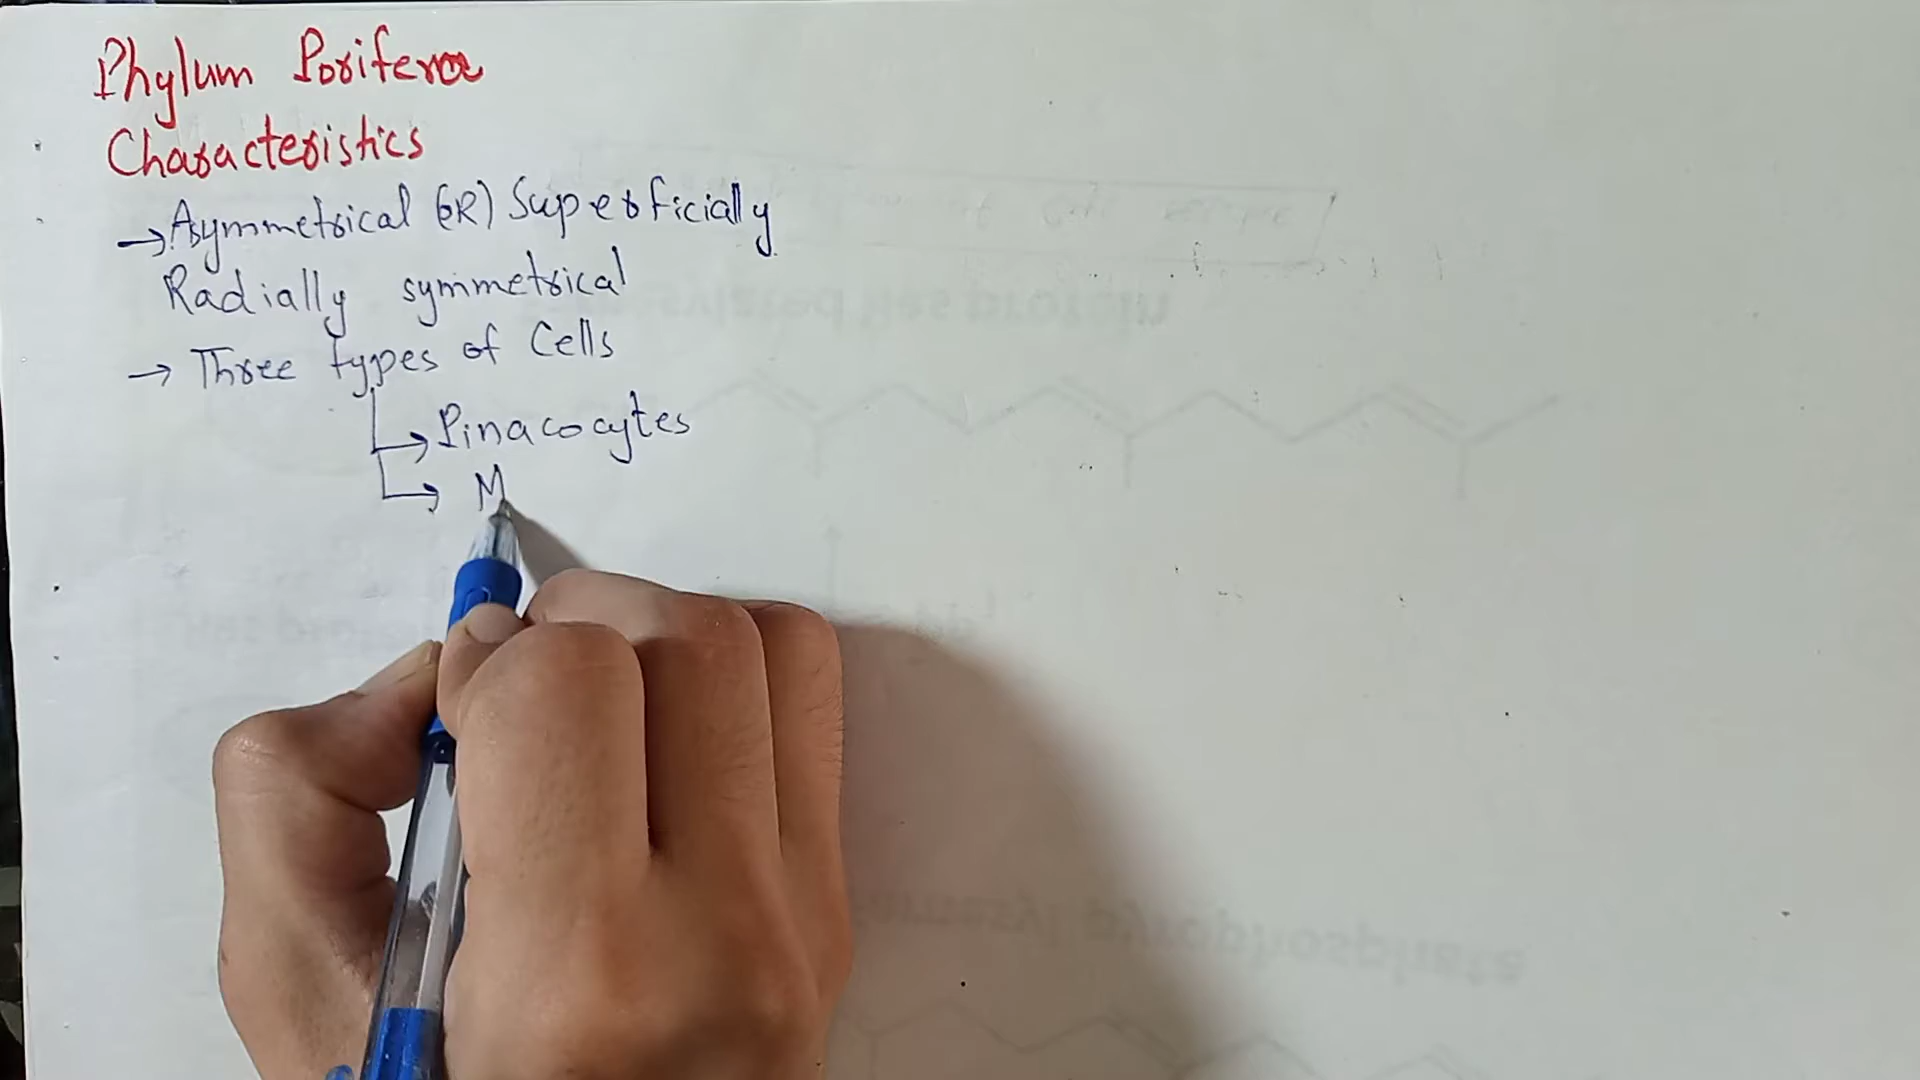 Phylum Porifera
Characteristics
→ Asymmetrical (OR) Superficially
Radially symmetrical
→ Three types of Cells
→ Pinacocytes
→ M